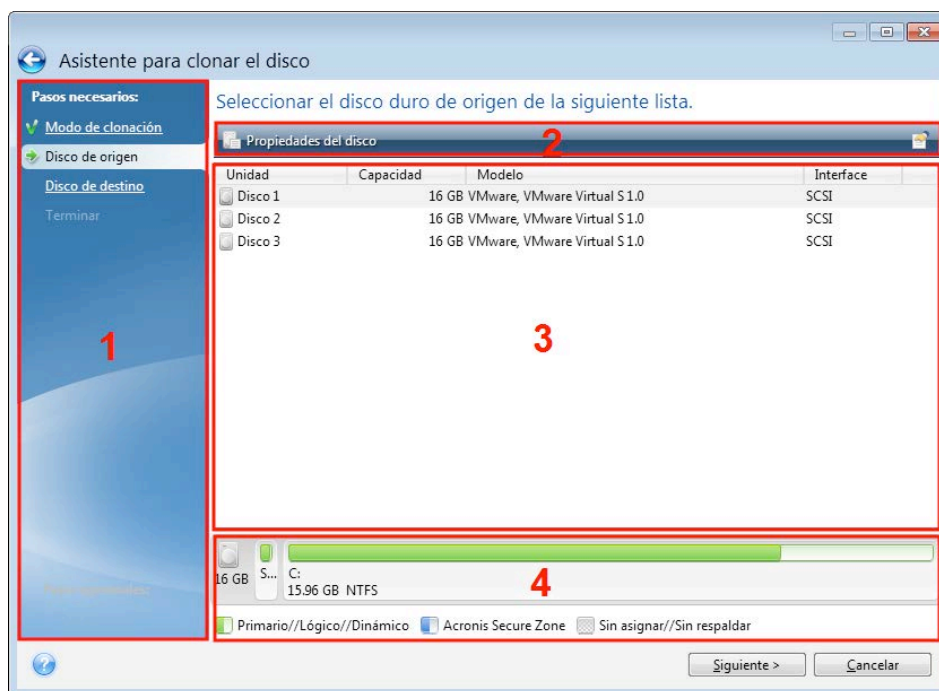 Asistente para clonar el disco
Pasos necesarios:
Modo de clonación
Disco de origen
Disco de destino
Terminar
1
Seleccionar el disco duro de origen de la siguiente lista.
Propiedades del disco
2
Unidad Capacidad Modelo Interface
Disco 1 16 GB VMware, VMware Virtual S 1.0 SCSI
Disco 2 16 GB VMware, VMware Virtual S 1.0 SCSI
Disco 3 16 GB VMware, VMware Virtual S 1.0 SCSI
3
16 GB
S...
C:
15.96 GB NTFS
4
Primario//Lógico//Dinámico Acronis Secure Zone Sin asignar//Sin respaldar
Siguiente > Cancelar